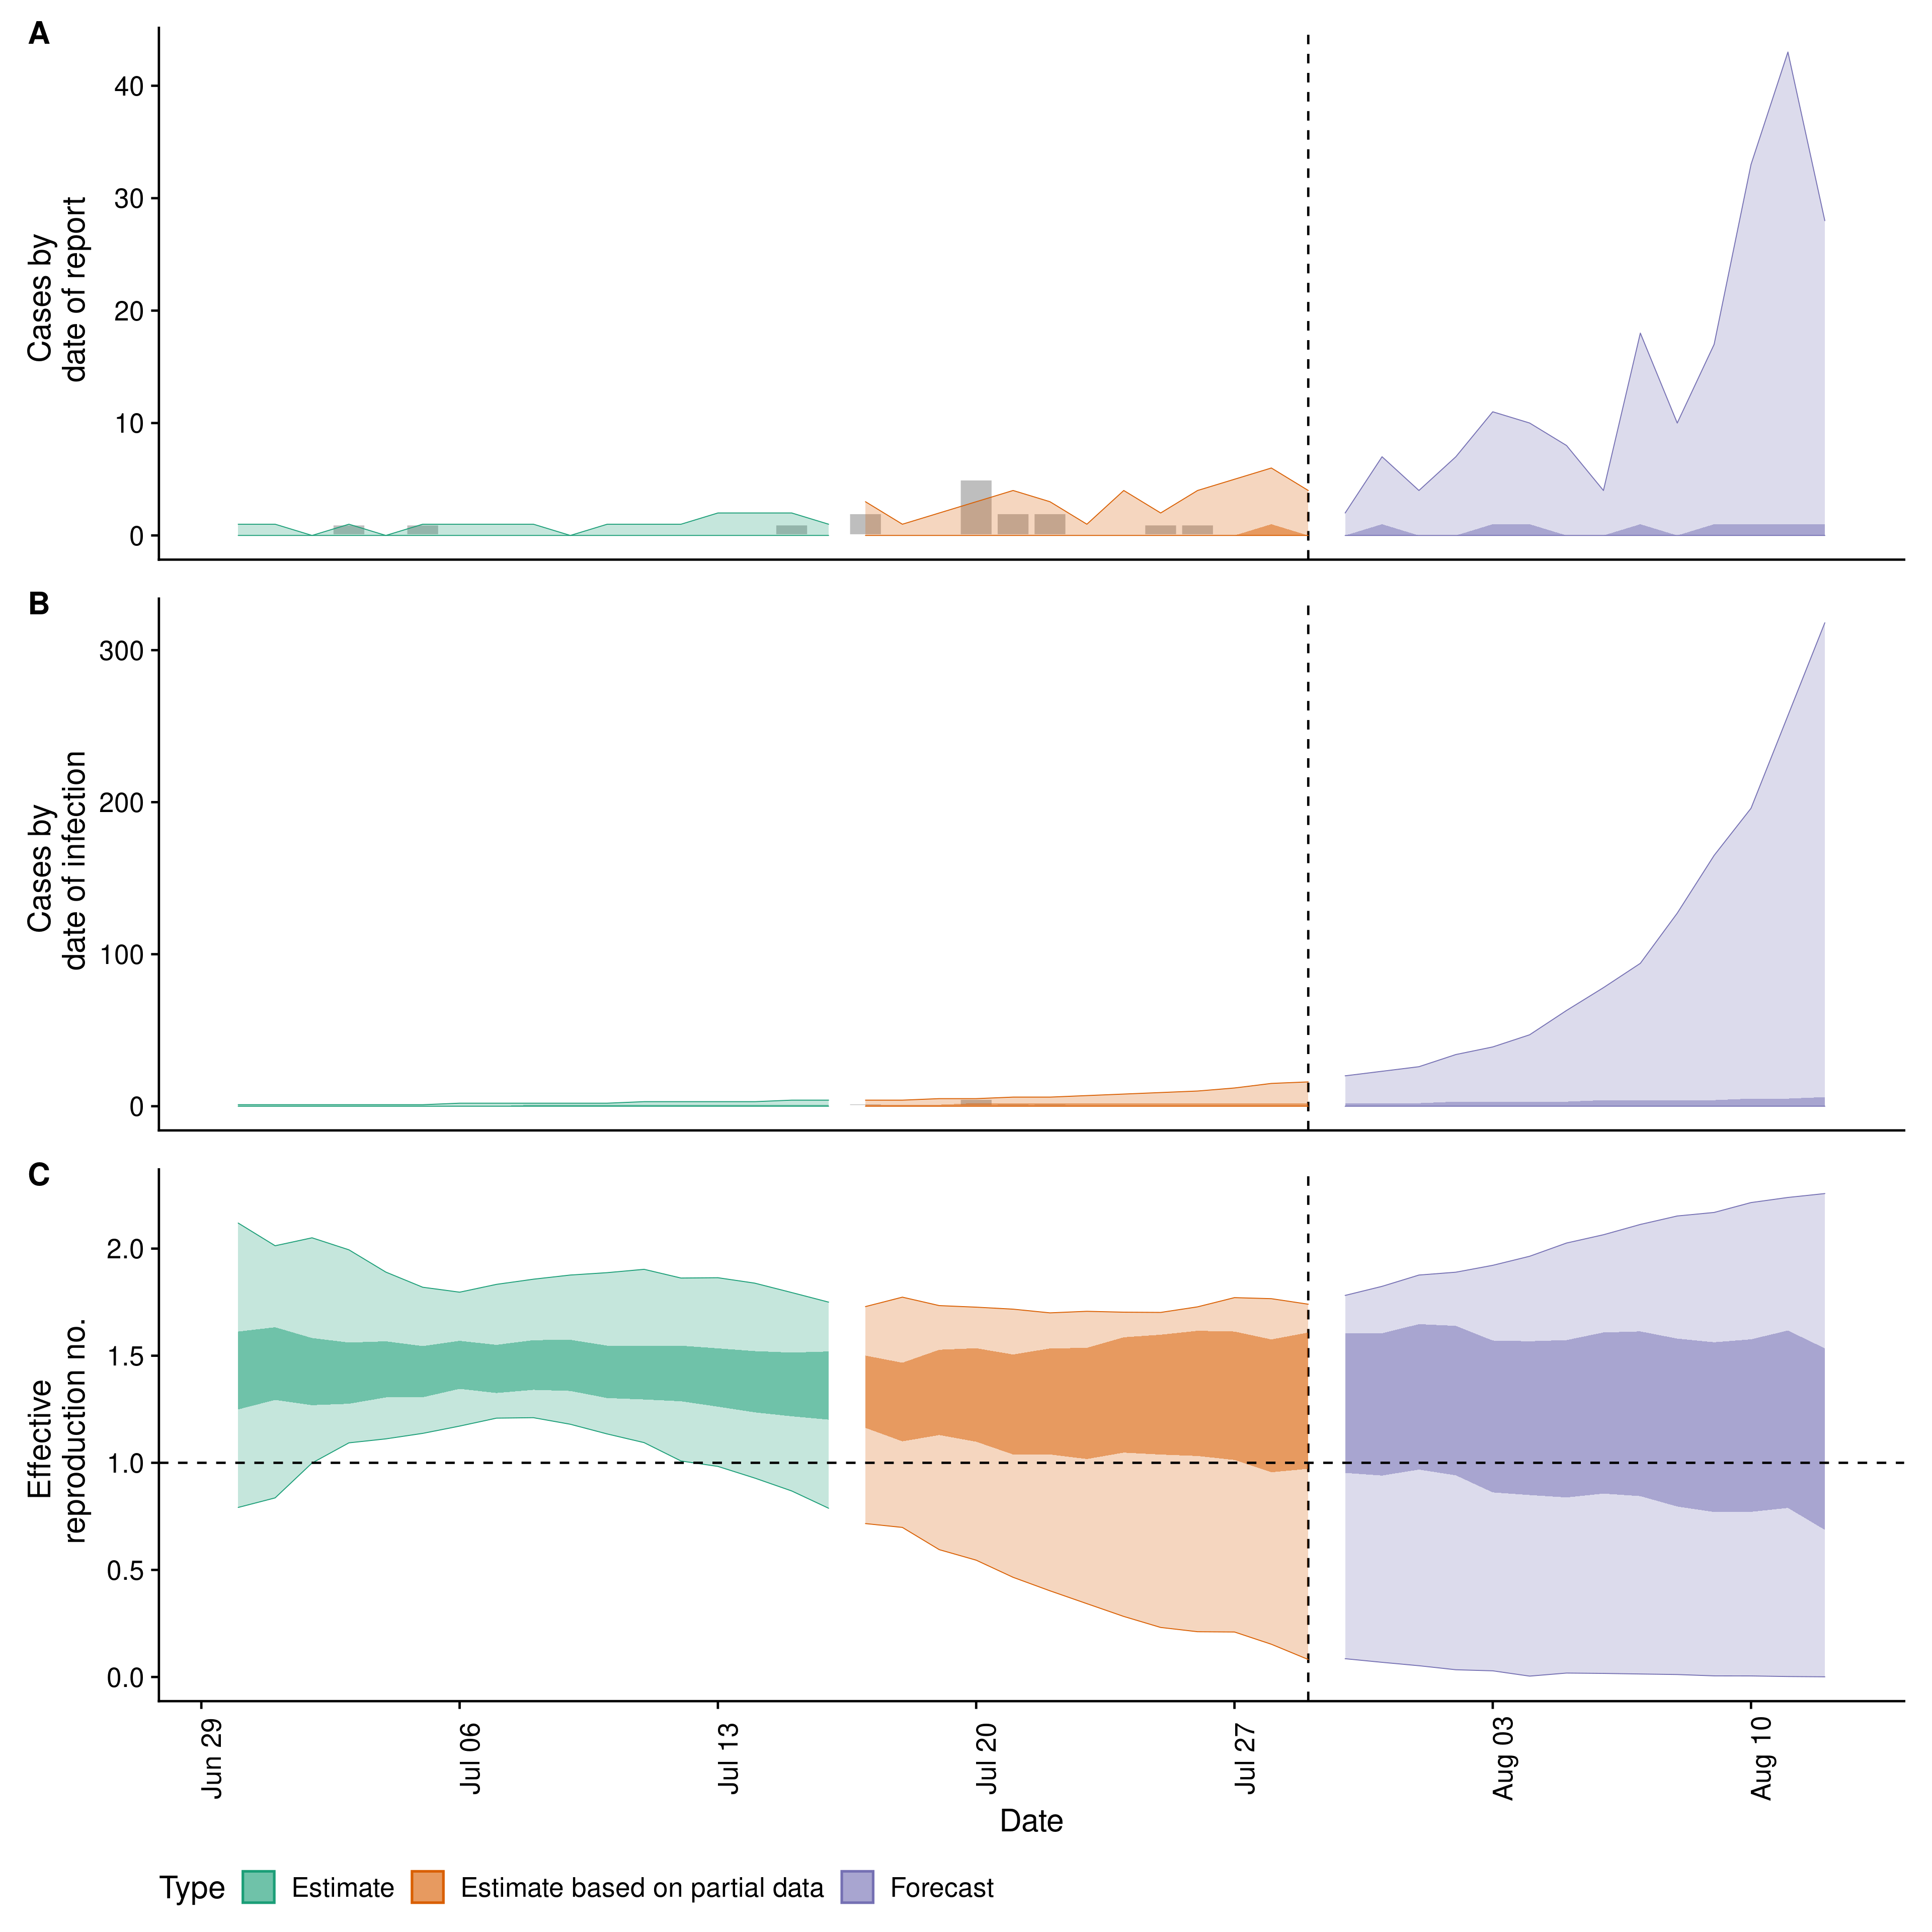 A
40
30
20
10
0
Cases by
date of report
B
300
200
100
0
Cases by
date of infection
C
2.0
1.5
1.0
0.5
0.0
Effective
reproduction no.
Jun 29
Jul 06
Jul 13
Jul 20
Jul 27
Aug 03
Aug 10
Date
Type Estimate Estimate based on partial data Forecast